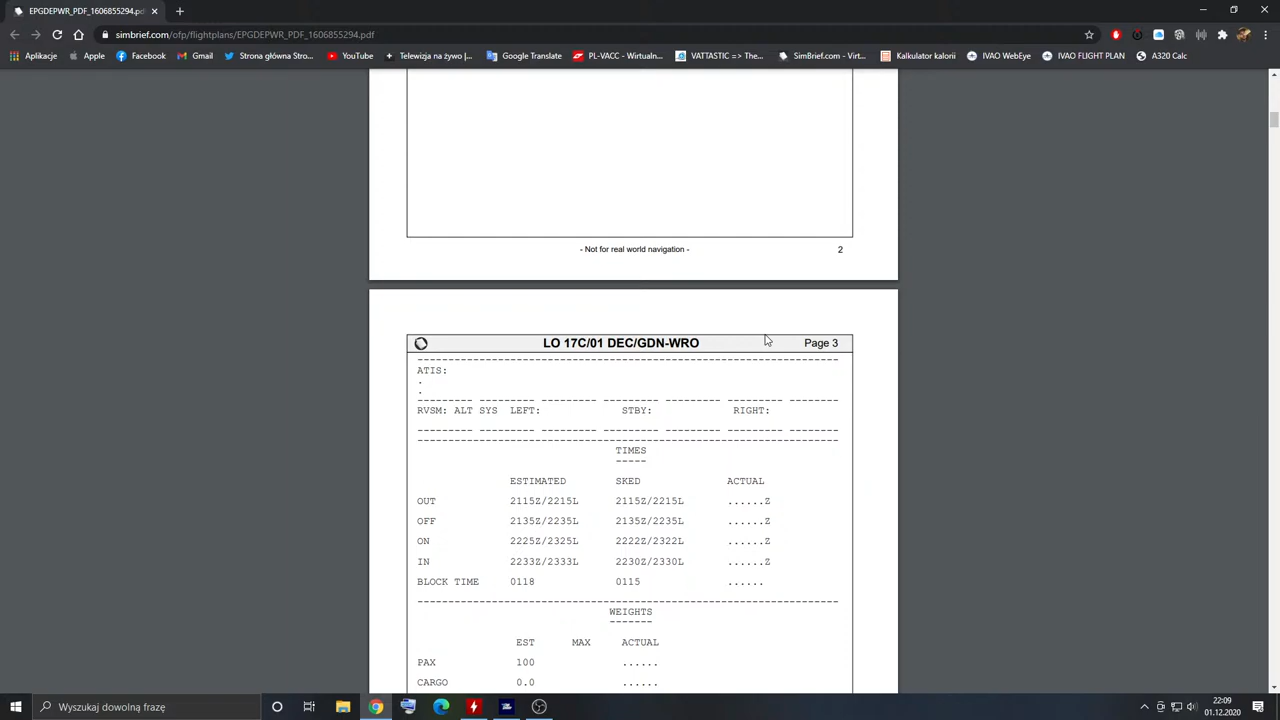 EPGDEPWR_PDF_1606855294.pdf
simbrief.com/ofp/flightplans/EPGDEPWR_PDF_1606855294.pdf
Aplikacje Apple Facebook Gmail Strona główna Stro... YouTube Telewizja na żywo |... Google Translate PL-VACC - Wirtualn... VATTASTIC => The... SimBrief.com - Virt... Kalkulator kalorii IVAO WebEye IVAO FLIGHT PLAN A320 Calc
- Not for real world navigation - 2
LO 17C/01 DEC/GDN-WRO Page 3
--------------------------------------------------------------------
ATIS:
.
.
--------- --------- --------- --------- --------- --------- --------
RVSM: ALT SYS LEFT: STBY: RIGHT:
--------- --------- --------- --------- --------- --------- --------
--------------------------------------------------------------------
TIMES
-----
ESTIMATED SKED ACTUAL
OUT 2115Z/2215L 2115Z/2215L ......Z
OFF 2135Z/2235L 2135Z/2235L ......Z
ON 2225Z/2325L 2222Z/2322L ......Z
IN 2233Z/2333L 2230Z/2330L ......Z
BLOCK TIME 0118 0115 ......
--------------------------------------------------------------------
WEIGHTS
-------
EST MAX ACTUAL
PAX 100 ......
CARGO 0.0 ......
Wyszukaj dowolną frazę
22:09
01.12.2020